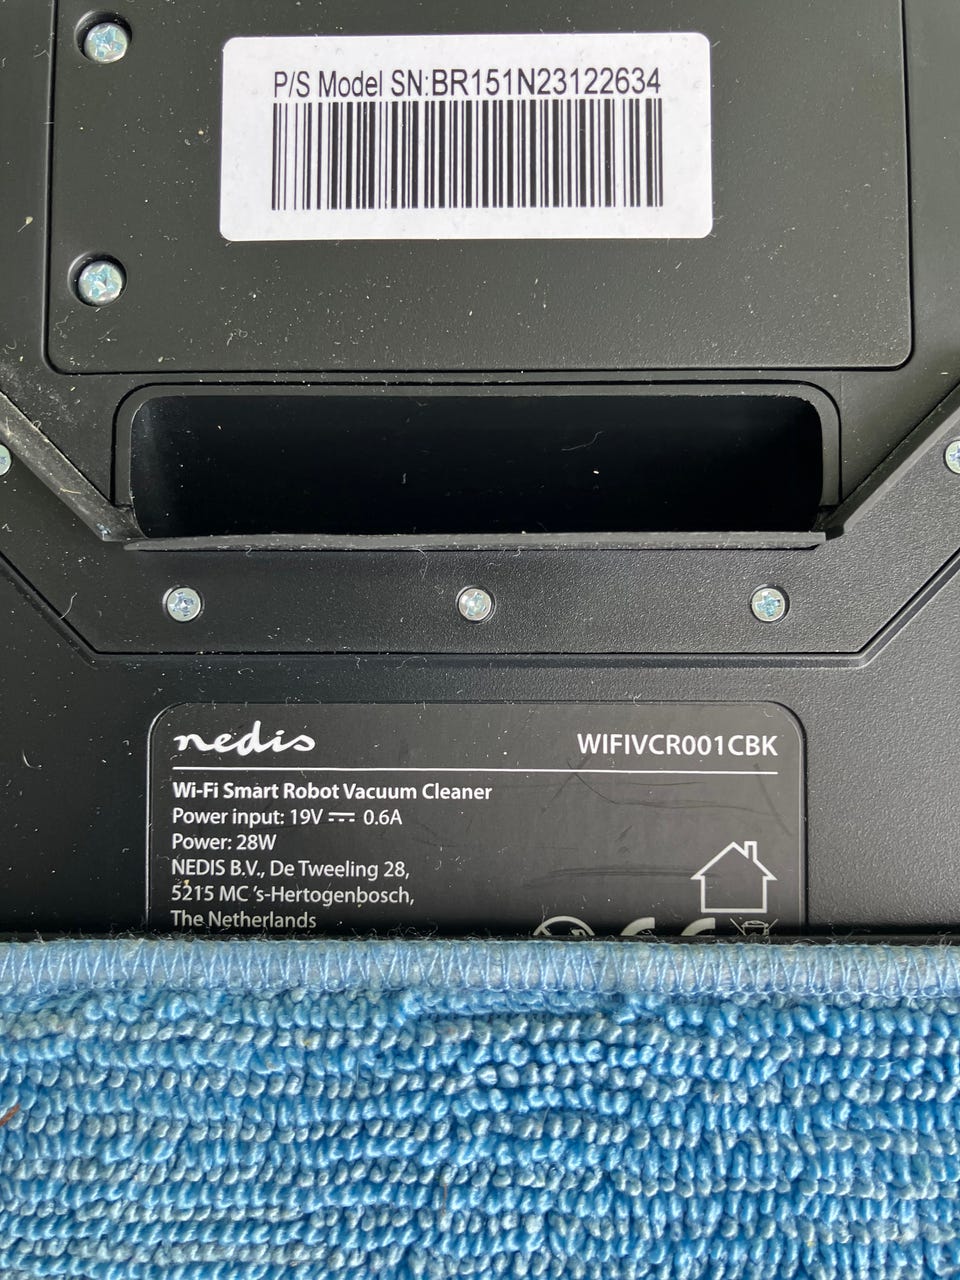 P/S Model SN:BR151N23122634
nedis
WIFIVCR001CBK
Wi-Fi Smart Robot Vacuum Cleaner
Power input: 19V ⎓ 0.6A
Power: 28W
NEDIS B.V., De Tweeling 28,
5215 MC 's-Hertogenbosch,
The Netherlands
CE